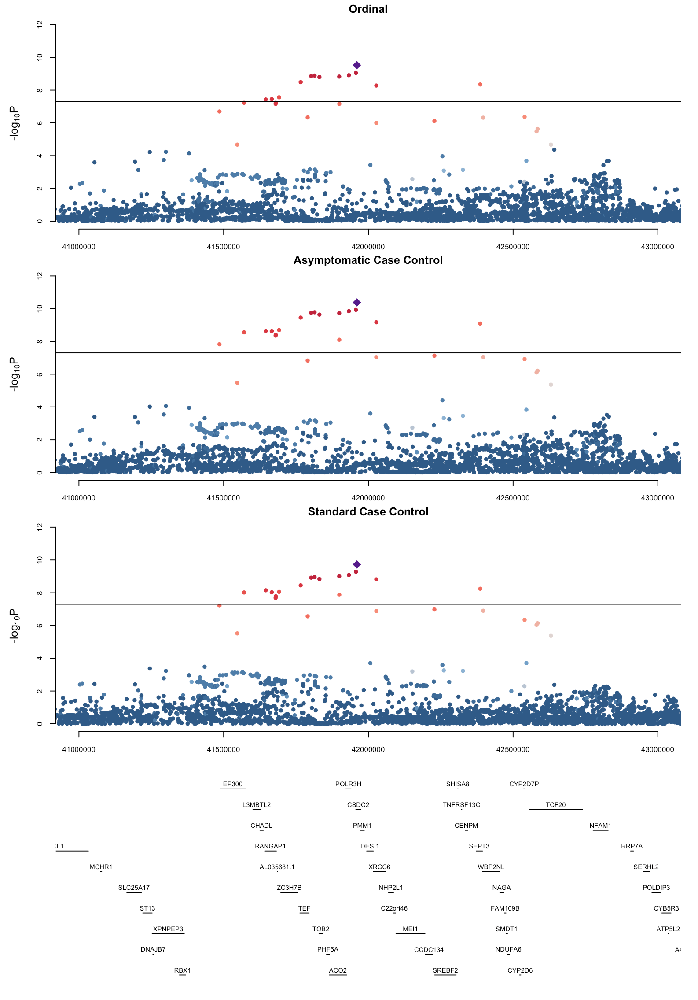 Ordinal
12
10
8
6
4
2
0
-log10P
41000000 41500000 42000000 42500000 43000000
Asymptomatic Case Control
12
10
8
6
4
2
0
-log10P
41000000 41500000 42000000 42500000 43000000
Standard Case Control
12
10
8
6
4
2
0
-log10P
41000000 41500000 42000000 42500000 43000000
EP300 POLR3H SHISA8 CYP2D7P
L3MBTL2 CSDC2 TNFRSF13C TCF20
CHADL PMM1 CENPM NFAM1
L1 RANGAP1 DESI1 SEPT3 RRP7A
MCHR1 AL035681.1 XRCC6 WBP2NL SERHL2
SLC25A17 ZC3H7B NHP2L1 NAGA POLDIP3
ST13 TEF C22orf46 FAM109B CYB5R3
XPNPEP3 TOB2 MEI1 SMDT1 ATP5L2
DNAJB7 PHF5A CCDC134 NDUFA6
RBX1 ACO2 SREBF2 CYP2D6